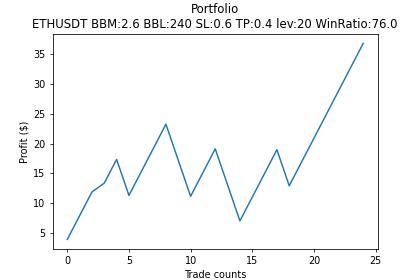 Portfolio
ETHUSDT BBM:2.6 BBL:240 SL:0.6 TP:0.4 lev:20 WinRatio:76.0
Profit ($)
35
30
25
20
15
10
5
0 5 10 15 20 25
Trade counts